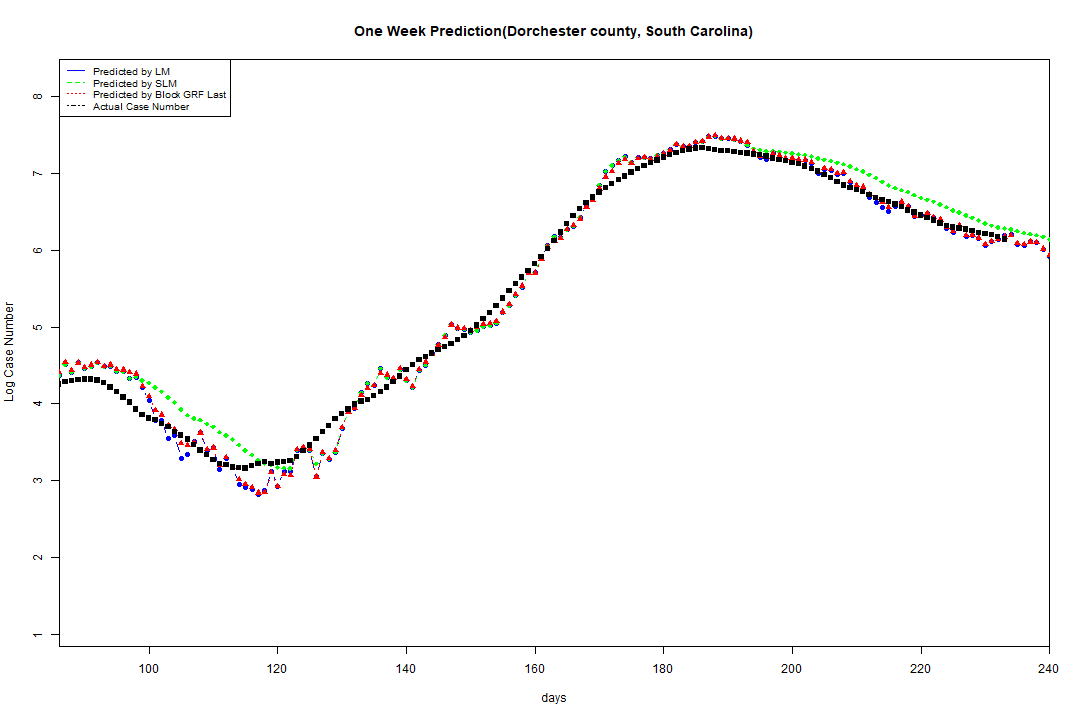 One Week Prediction(Dorchester county, South Carolina)
Predicted by LM
Predicted by SLM
Predicted by Block GRF Last
Actual Case Number
8
7
6
5
4
3
2
1
Log Case Number
100 120 140 160 180 200 220 240
days